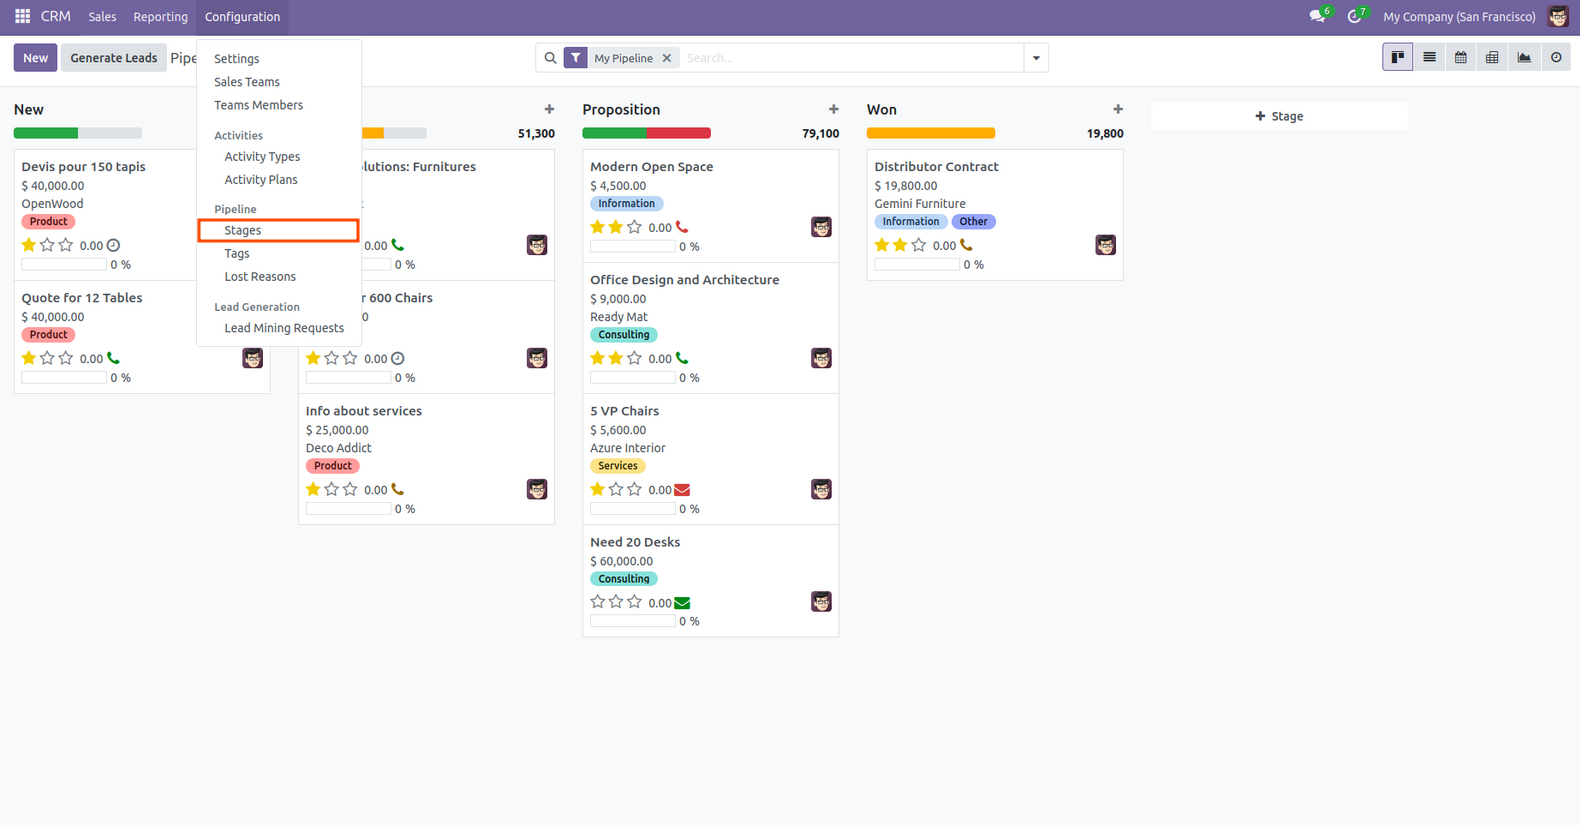 CRM Sales Reporting Configuration 6 7 My Company (San Francisco)
New Generate Leads Pipe My Pipeline Search...
Settings
Sales Teams
Teams Members
Activities
Activity Types
Activity Plans
Pipeline
Stages
Tags
Lost Reasons
Lead Generation
Lead Mining Requests
New
Devis pour 150 tapis
$ 40,000.00
OpenWood
Product
0.00
0 %
Quote for 12 Tables
$ 40,000.00
Product
0.00
0 %
51,300
lutions: Furnitures
0.00
0 %
r 600 Chairs
0
0.00
0 %
Info about services
$ 25,000.00
Deco Addict
Product
0.00
0 %
Proposition
79,100
Modern Open Space
$ 4,500.00
Information
0.00
0 %
Office Design and Architecture
$ 9,000.00
Ready Mat
Consulting
0.00
0 %
5 VP Chairs
$ 5,600.00
Azure Interior
Services
0.00
0 %
Need 20 Desks
$ 60,000.00
Consulting
0.00
0 %
Won
19,800
Distributor Contract
$ 19,800.00
Gemini Furniture
Information Other
0.00
0 %
+ Stage